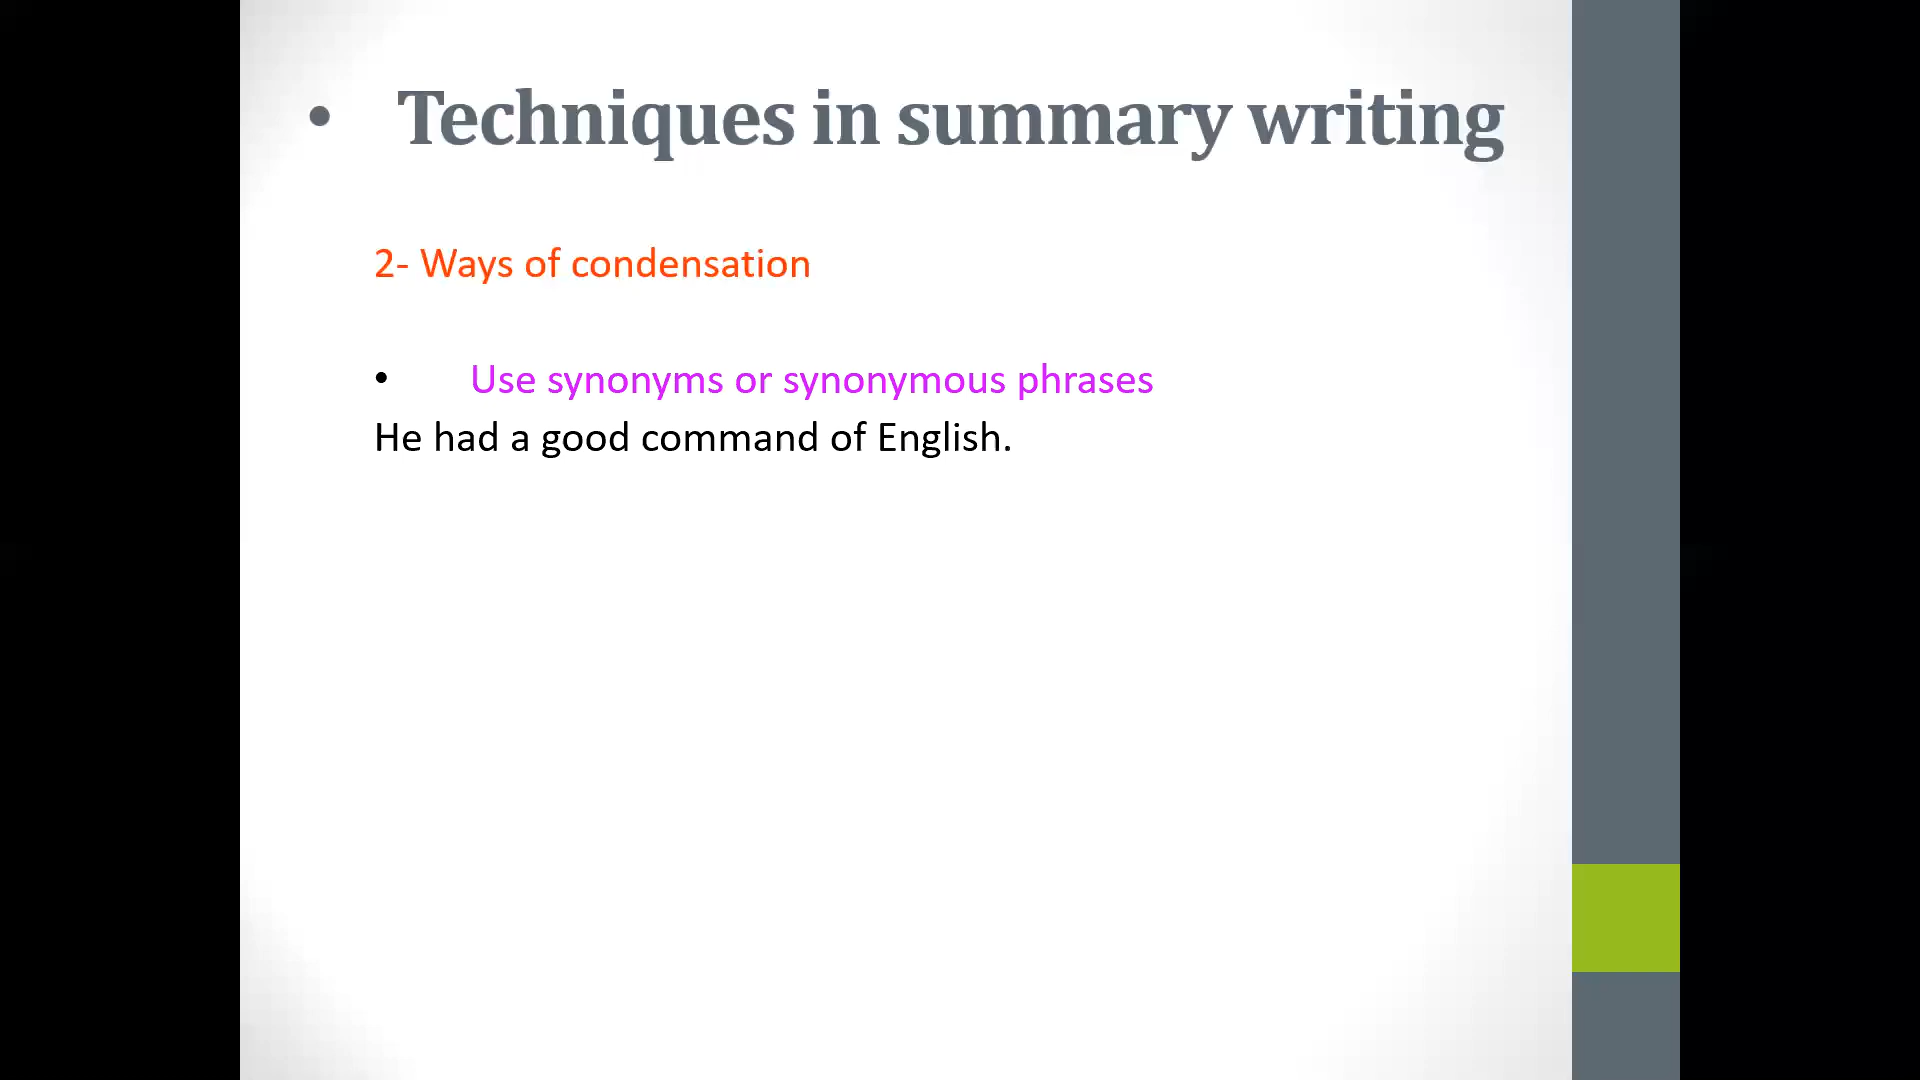 • Techniques in summary writing
2- Ways of condensation
• Use synonyms or synonymous phrases
He had a good command of English.